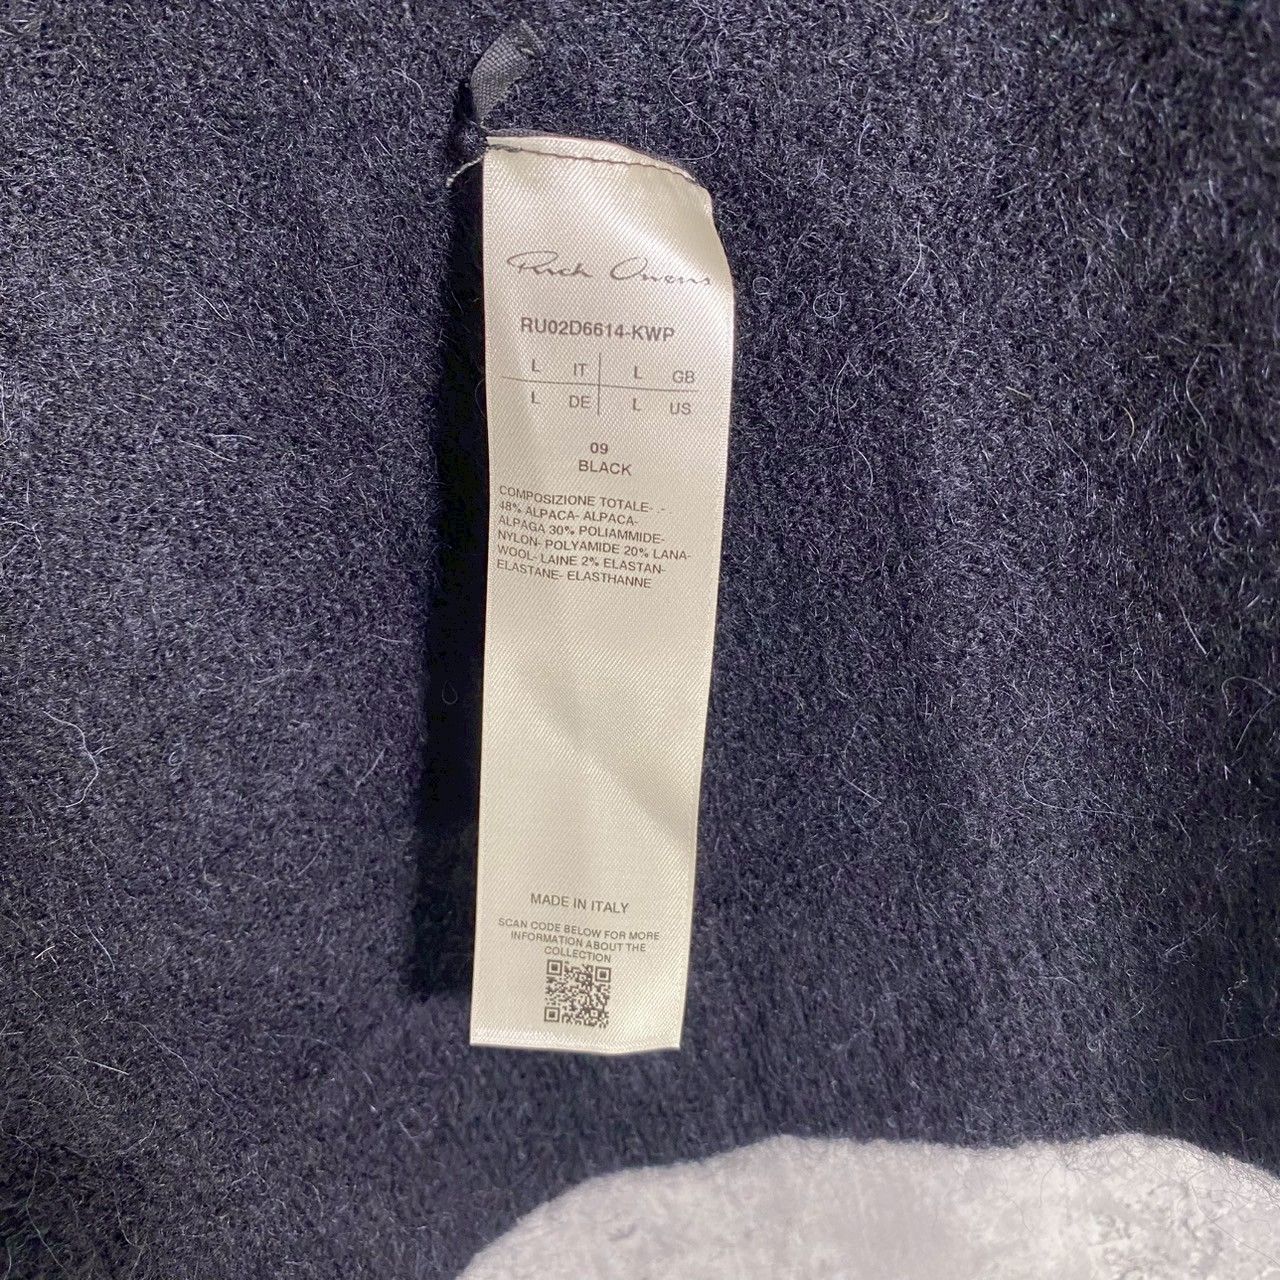 Rick Owens
RU02D6614-KWP
L IT L GB
L DE L US
09
BLACK
COMPOSIZIONE TOTALE- .-
48% ALPACA- ALPACA-
ALPAGA 30% POLIAMMIDE-
NYLON- POLYAMIDE 20% LANA-
WOOL- LAINE 2% ELASTAN-
ELASTANE- ELASTHANNE
MADE IN ITALY
SCAN CODE BELOW FOR MORE
INFORMATION ABOUT THE
COLLECTION